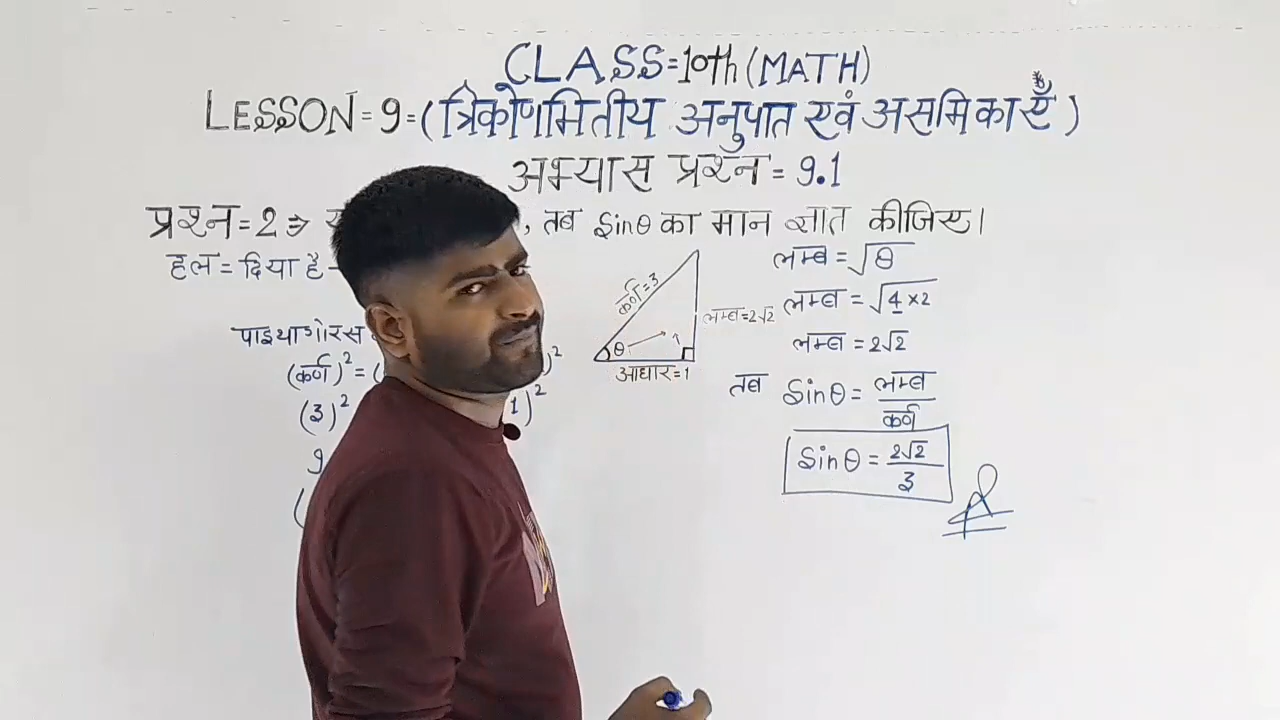 CLASS=10th (MATH)
LESSON=9=(त्रिकोणमितीय अनुपात एवं असमिकाएँ)
अभ्यास प्रश्न = 9.1
प्रश्न=2⇒ , तब Sinθ का मान ज्ञात कीजिए।
हल = दिया है-
पाइथागोरस
(कर्ण)² = ( )²
(3)² 1)²
9
(
कर्ण=3
θ
लम्ब=2√2
आधार=1
लम्ब = √8
लम्ब = √4×2
लम्ब = 2√2
तब Sinθ = लम्ब/कर्ण
Sinθ = 2√2/3